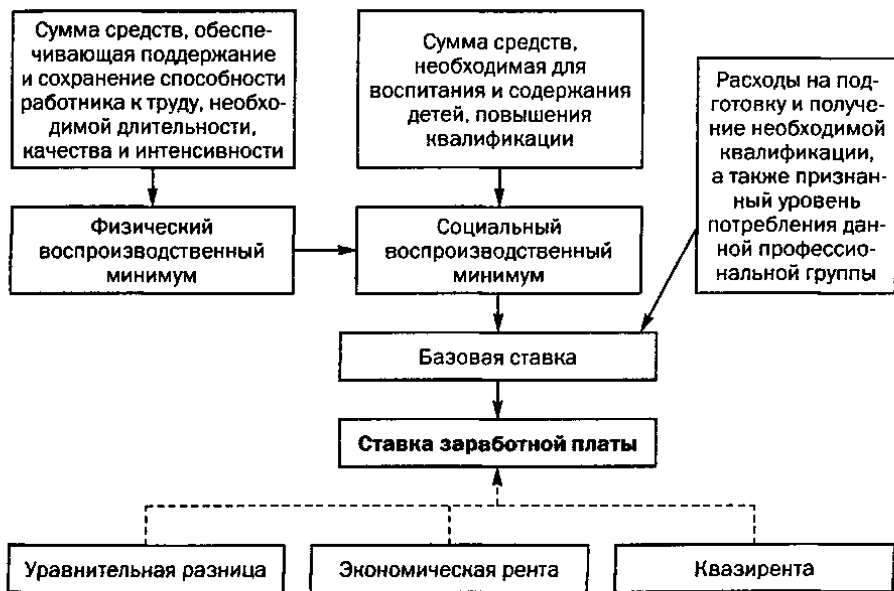 Сумма средств, обеспе-
чивающая поддержание
и сохранение способности
работника к труду, необхо-
димой длительности,
качества и интенсивности
Сумма средств,
необходимая для
воспитания и содержания
детей, повышения
квалификации
Расходы на под-
готовку и получе-
ние необходимой
квалификации,
а также признан-
ный уровень
потребления дан-
ной профессио-
нальной группы
Физический
воспроизводственный
минимум
Социальный
воспроизводственный
минимум
Базовая ставка
Ставка заработной платы
Уравнительная разница
Экономическая рента
Квазирента